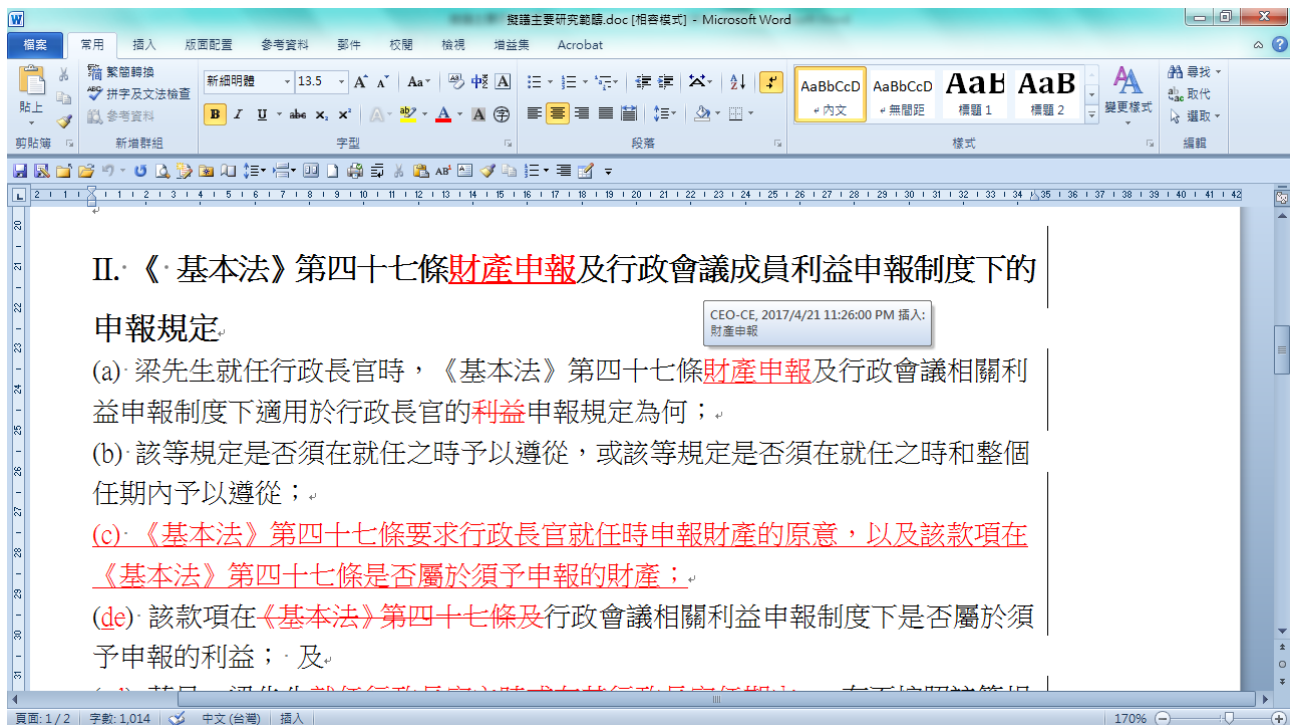 擬議主要研究範疇.doc [相容模式] - Microsoft Word
檔案 常用 插入 版面配置 參考資料 郵件 校閱 檢視 增益集 Acrobat
繁簡轉換
拼字及文法檢查
參考資料
貼上
新細明體 13.5
AaBbCcD AaBbCcD AaB AaB
內文 無間距 標題 1 標題 2
變更樣式
尋找
取代
選取
剪貼簿 新增群組 字型 段落 樣式 編輯
II. 《 基本法》第四十七條財產申報及行政會議成員利益申報制度下的
申報規定
CEO-CE, 2017/4/21 11:26:00 PM 插入:
財產申報
(a) 梁先生就任行政長官時，《基本法》第四十七條財產申報及行政會議相關利
益申報制度下適用於行政長官的利益申報規定為何；
(b) 該等規定是否須在就任之時予以遵從，或該等規定是否須在就任之時和整個
任期內予以遵從；
(c) 《基本法》第四十七條要求行政長官就任時申報財產的原意，以及該款項在
《基本法》第四十七條是否屬於須予申報的財產；
(de) 該款項在《基本法》第四十七條及行政會議相關利益申報制度下是否屬於須
予申報的利益； 及
頁面: 1 / 2 字數: 1,014 中文 (台灣) 插入 170%